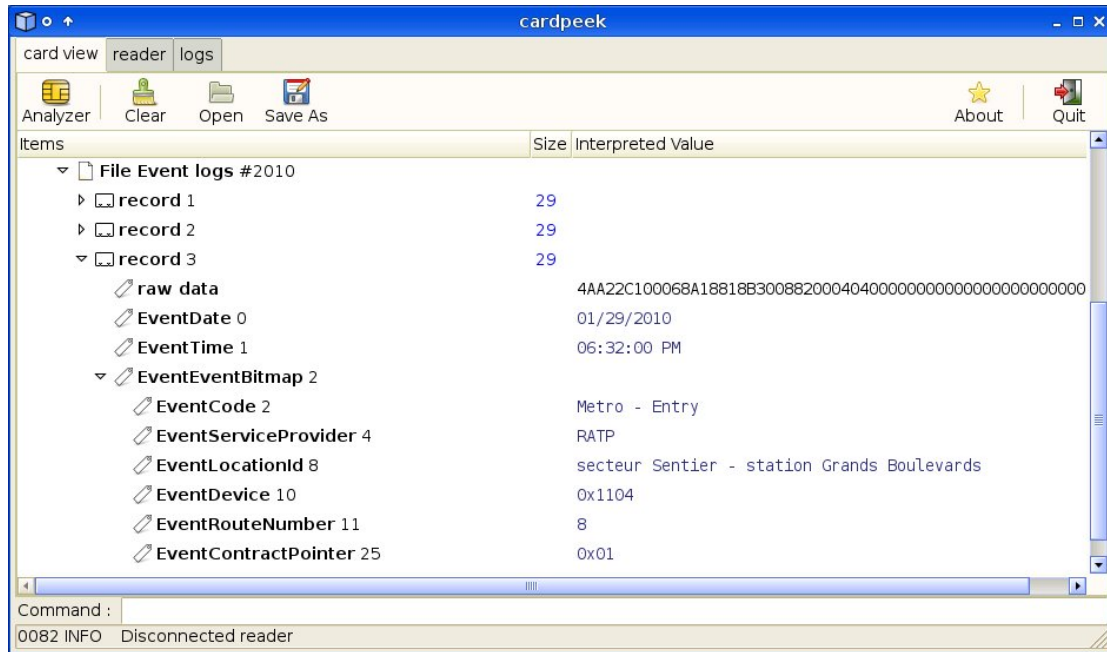 cardpeek
card view reader logs
Analyzer Clear Open Save As About Quit
Items Size Interpreted Value
File Event logs #2010
record 1 29
record 2 29
record 3 29
raw data 4AA22C100068A18818B3008820004040000000000000000000000000
EventDate 0 01/29/2010
EventTime 1 06:32:00 PM
EventEventBitmap 2
EventCode 2 Metro - Entry
EventServiceProvider 4 RATP
EventLocationId 8 secteur Sentier - station Grands Boulevards
EventDevice 10 0x1104
EventRouteNumber 11 8
EventContractPointer 25 0x01
Command :
0082 INFO Disconnected reader